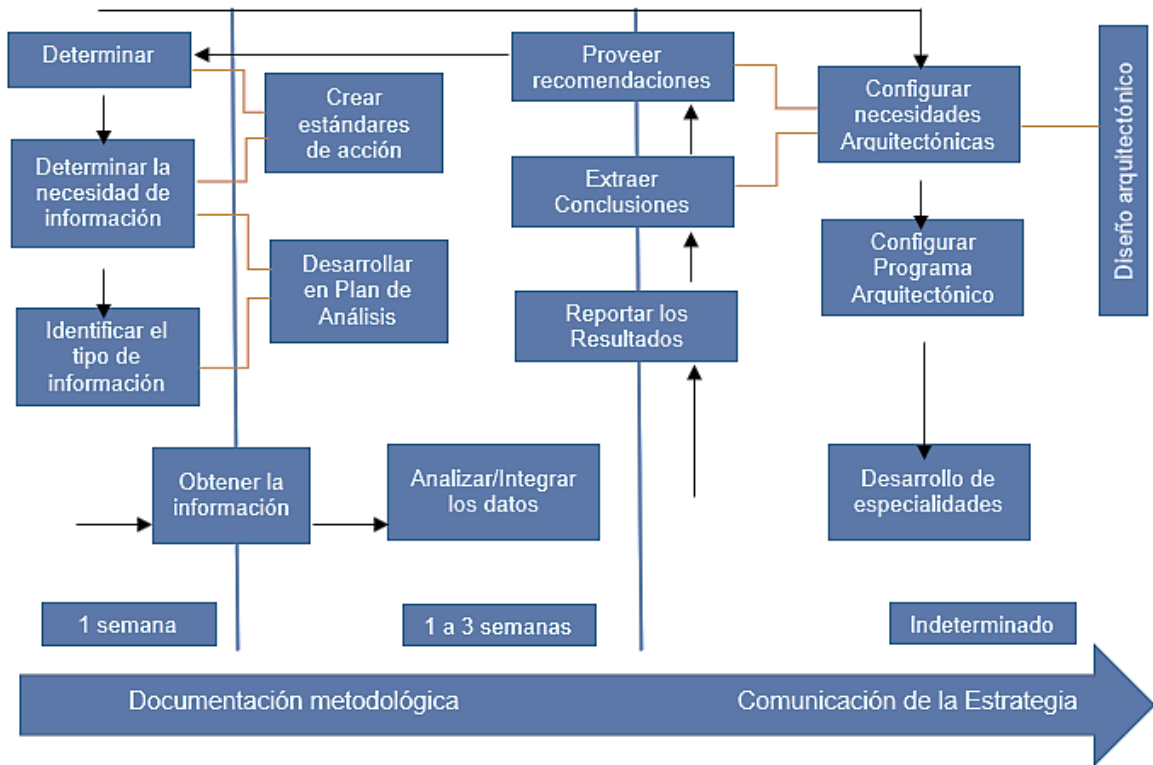 Determinar
Determinar la
necesidad de
información
Identificar el
tipo de
información
Crear
estándares
de acción
Desarrollar
en Plan de
Análisis
Obtener la
información
Analizar/Integrar
los datos
Proveer
recomendaciones
Extraer
Conclusiones
Reportar los
Resultados
Configurar
necesidades
Arquitectónicas
Configurar
Programa
Arquitectónico
Desarrollo de
especialidades
Diseño arquitectónico
1 semana
1 a 3 semanas
Indeterminado
Documentación metodológica
Comunicación de la Estrategia